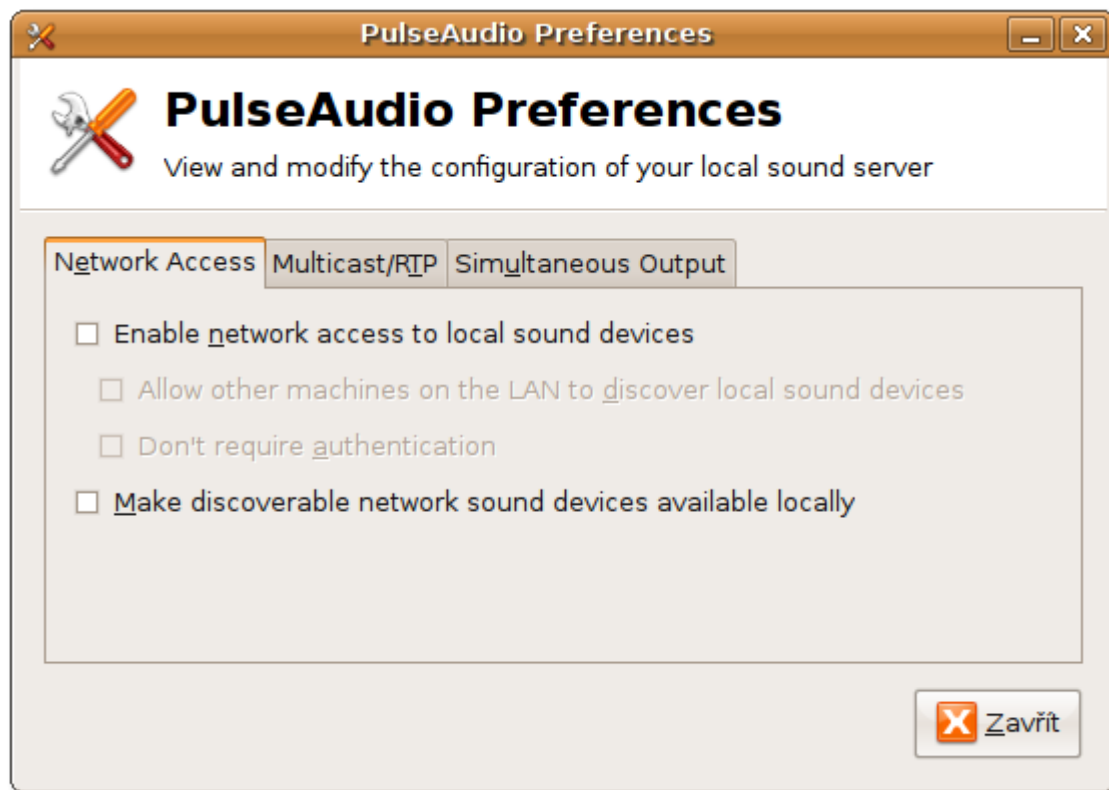 PulseAudio Preferences
PulseAudio Preferences
View and modify the configuration of your local sound server
Network Access Multicast/RTP Simultaneous Output
Enable network access to local sound devices
Allow other machines on the LAN to discover local sound devices
Don't require authentication
Make discoverable network sound devices available locally
Zavřít